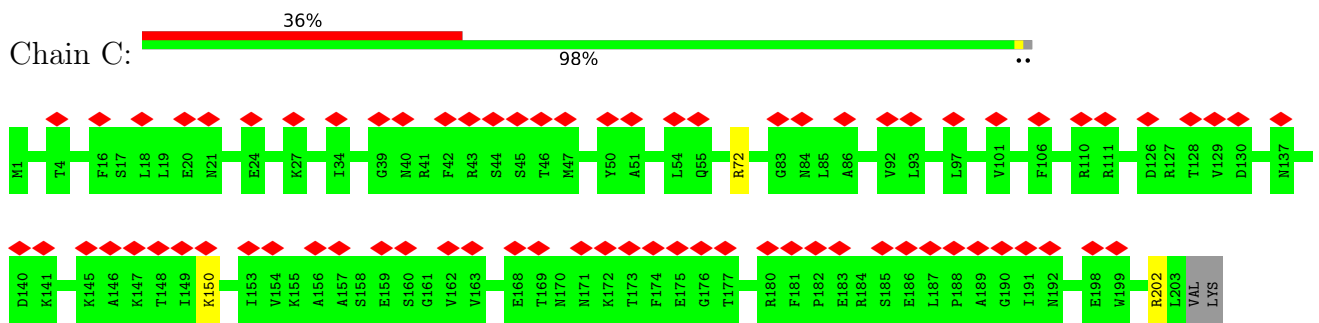 36%
Chain C:
98%
••
M1 T4 F16 S17 L18 L19 E20 N21 E24 K27 I34 G39 N40 R41 F42 R43 S44 S45 T46 M47 Y50 A51 L54 Q55 R72 G83 N84 L85 A86 V92 L93 L97 V101 F106 R110 R111 D126 R127 T128 V129 D130 N137
D140 K141 K145 A146 K147 T148 I149 K150 I153 V154 K155 A156 A157 S158 E159 S160 G161 V162 V163 E168 T169 N170 N171 K172 T173 F174 E175 G176 T177 R180 F181 P182 E183 R184 S185 E186 L187 P188 A189 G190 I191 N192 E198 W199 R202 L203 VAL LYS